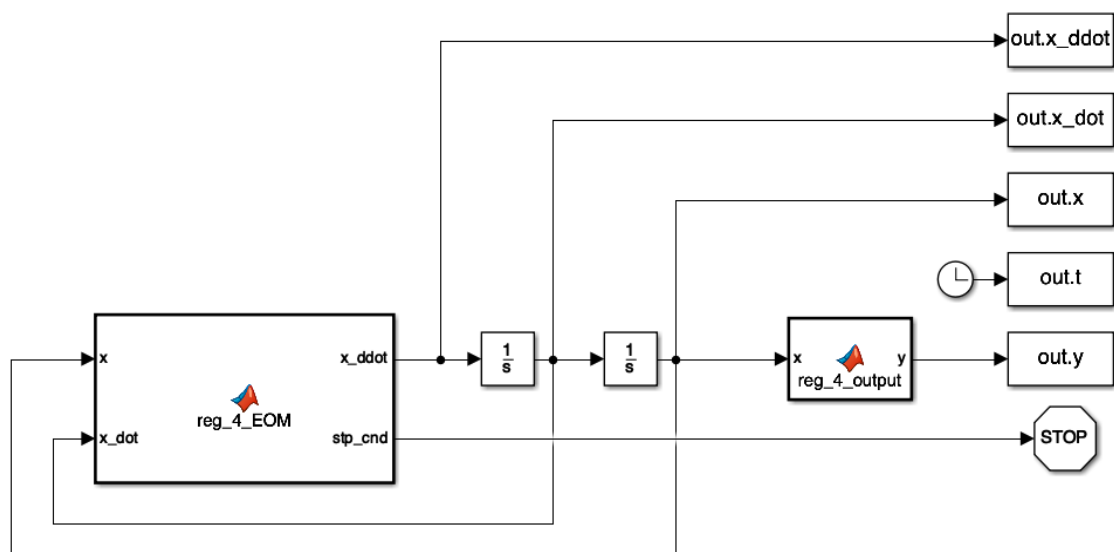 out.x_ddot
out.x_dot
out.x
out.t
x
x_ddot
1
s
1
s
x
y
reg_4_output
out.y
reg_4_EOM
x_dot
stp_cnd
STOP